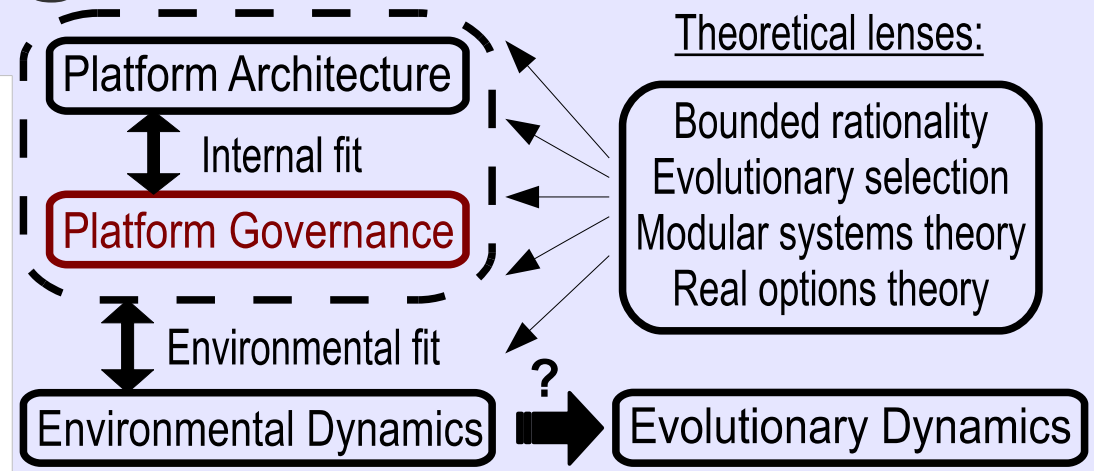 Platform Architecture
Internal fit
Platform Governance
Environmental fit
Environmental Dynamics
Theoretical lenses:
Bounded rationality
Evolutionary selection
Modular systems theory
Real options theory
?
Evolutionary Dynamics